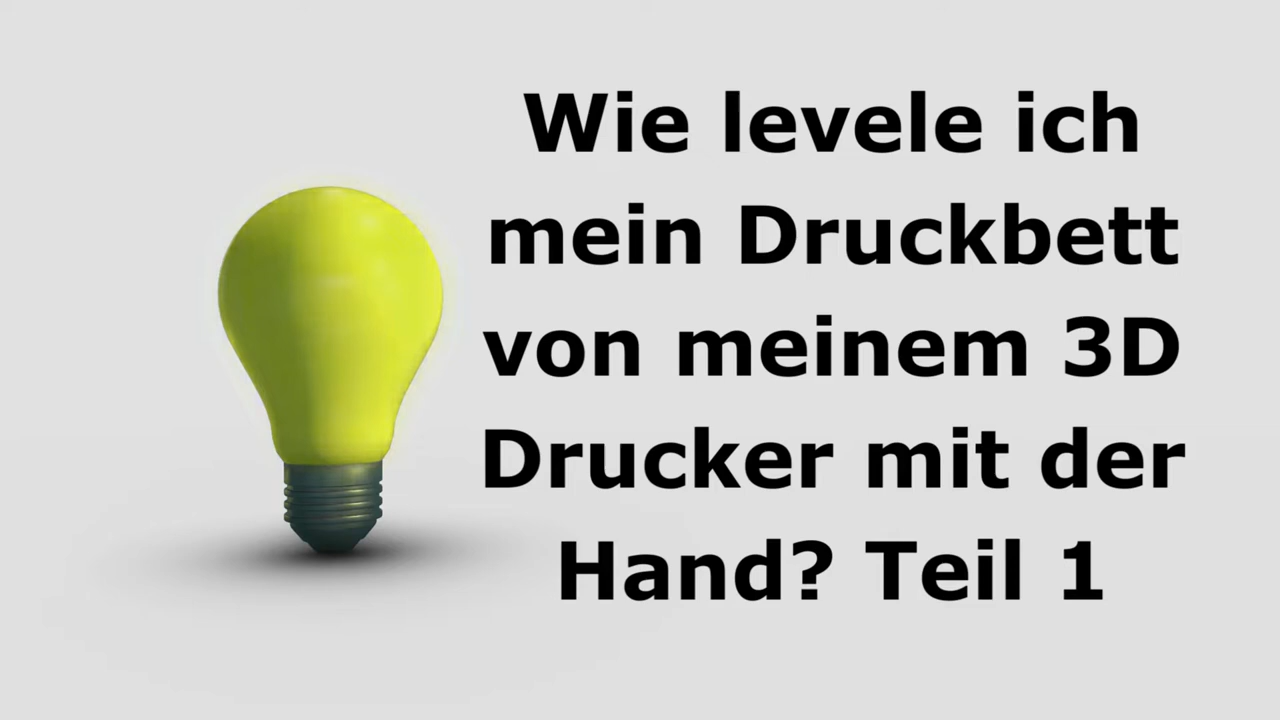 Wie levele ich
mein Druckbett
von meinem 3D
Drucker mit der
Hand? Teil 1